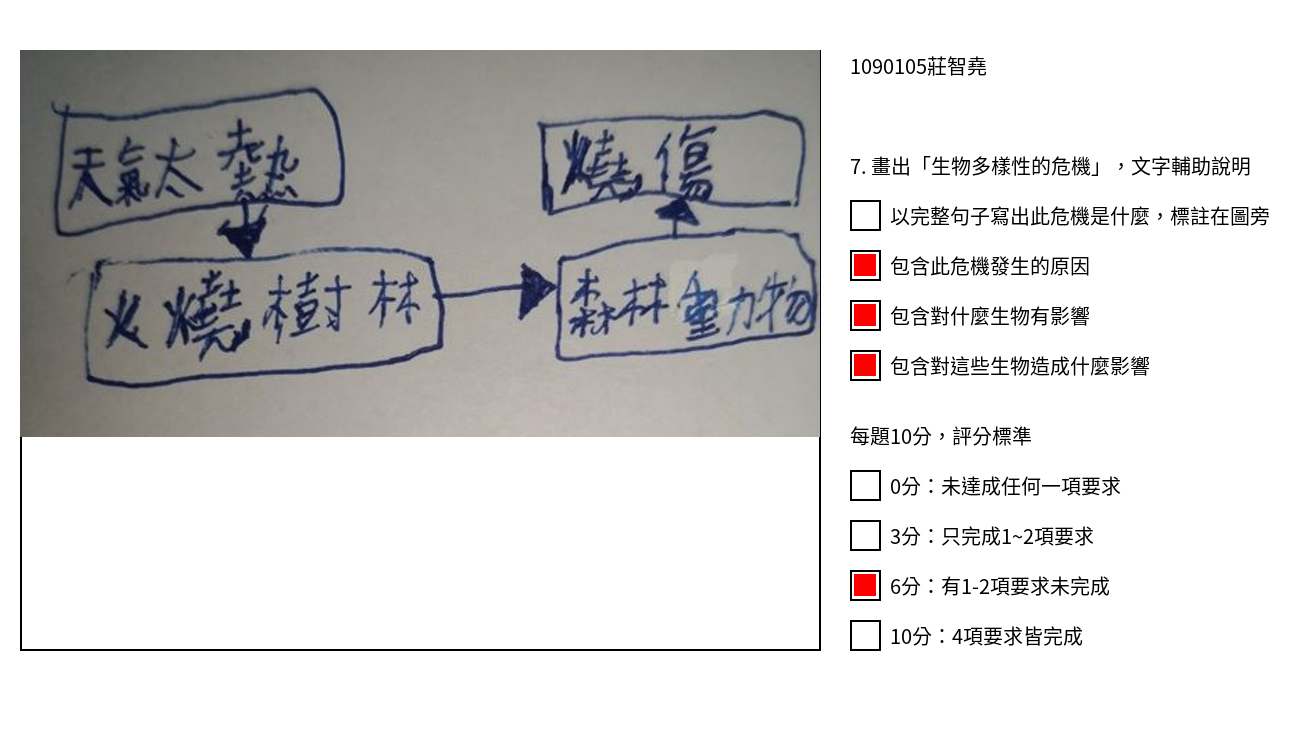 天氣太熱
燒傷
火燒樹林
森林動物
1090105莊智堯
7. 畫出「生物多樣性的危機」，文字輔助說明
以完整句子寫出此危機是什麼，標註在圖旁
包含此危機發生的原因
包含對什麼生物有影響
包含對這些生物造成什麼影響
每題10分，評分標準
0分：未達成任何一項要求
3分：只完成1~2項要求
6分：有1-2項要求未完成
10分：4項要求皆完成